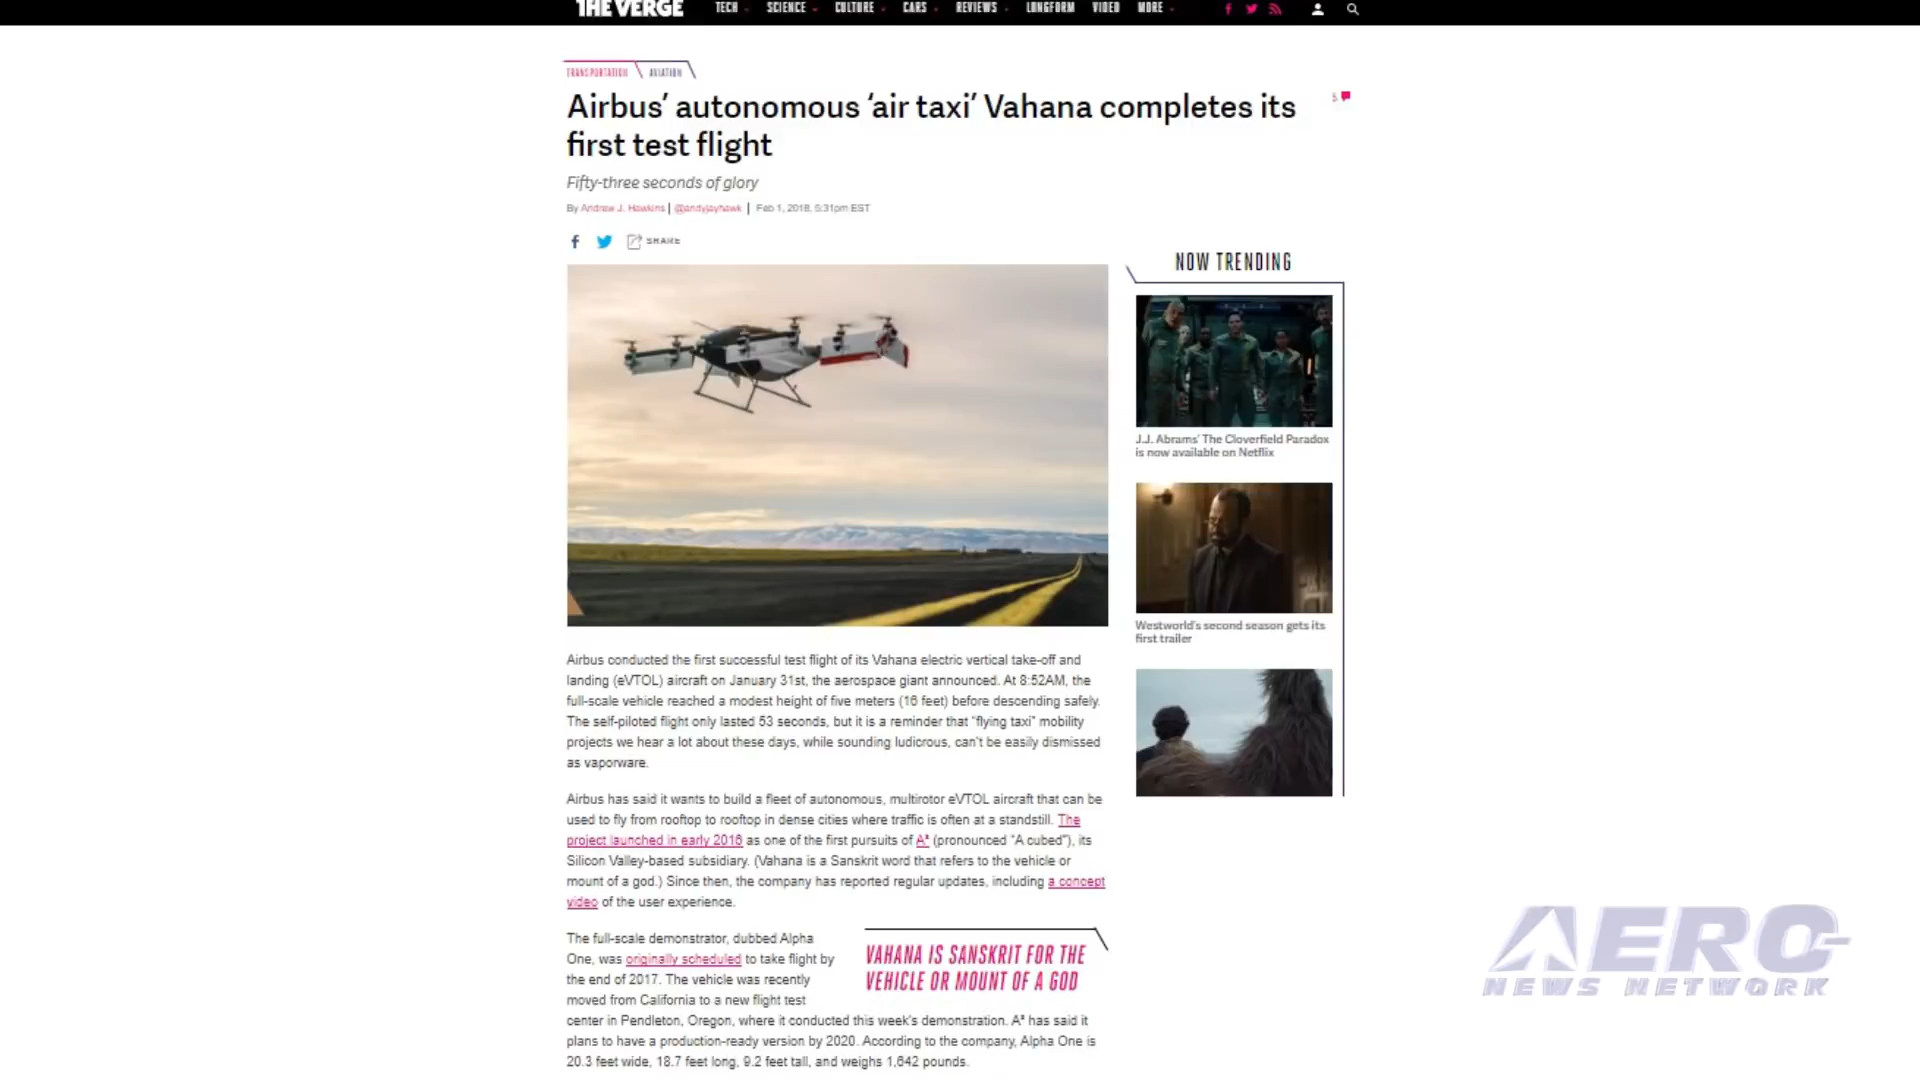 THE VERGE
TECH SCIENCE CULTURE CARS REVIEWS LONGFORM VIDEO MORE
TRANSPORTATION AVIATION
Airbus’ autonomous ‘air taxi’ Vahana completes its
first test flight
5
Fifty-three seconds of glory
By Andrew J. Hawkins | @andyjayhawk | Feb 1, 2018, 5:31pm EST
SHARE
Airbus conducted the first successful test flight of its Vahana electric vertical take-off and
landing (eVTOL) aircraft on January 31st, the aerospace giant announced. At 8:52AM, the
full-scale vehicle reached a modest height of five meters (16 feet) before descending safely.
The self-piloted flight only lasted 53 seconds, but it is a reminder that “flying taxi” mobility
projects we hear a lot about these days, while sounding ludicrous, can’t be easily dismissed
as vaporware.
Airbus has said it wants to build a fleet of autonomous, multirotor eVTOL aircraft that can be
used to fly from rooftop to rooftop in dense cities where traffic is often at a standstill. The
project launched in early 2016 as one of the first pursuits of A³ (pronounced “A cubed”), its
Silicon Valley-based subsidiary. (Vahana is a Sanskrit word that refers to the vehicle or
mount of a god.) Since then, the company has reported regular updates, including a concept
video of the user experience.
The full-scale demonstrator, dubbed Alpha
One, was originally scheduled to take flight by
the end of 2017. The vehicle was recently
moved from California to a new flight test
center in Pendleton, Oregon, where it conducted this week’s demonstration. A³ has said it
plans to have a production-ready version by 2020. According to the company, Alpha One is
20.3 feet wide, 18.7 feet long, 9.2 feet tall, and weighs 1,642 pounds.
VAHANA IS SANSKRIT FOR THE
VEHICLE OR MOUNT OF A GOD
NOW TRENDING
J.J. Abrams’ The Cloverfield Paradox
is now available on Netflix
Westworld’s second season gets its
first trailer
AERO
NEWS NETWORK